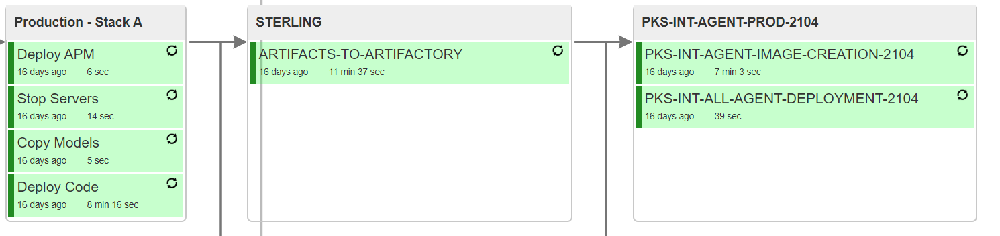 Production - Stack A
Deploy APM
16 days ago 6 sec
Stop Servers
16 days ago 14 sec
Copy Models
16 days ago 5 sec
Deploy Code
16 days ago 8 min 16 sec
STERLING
ARTIFACTS-TO-ARTIFACTORY
16 days ago 11 min 37 sec
PKS-INT-AGENT-PROD-2104
PKS-INT-AGENT-IMAGE-CREATION-2104
16 days ago 7 min 3 sec
PKS-INT-ALL-AGENT-DEPLOYMENT-2104
16 days ago 39 sec